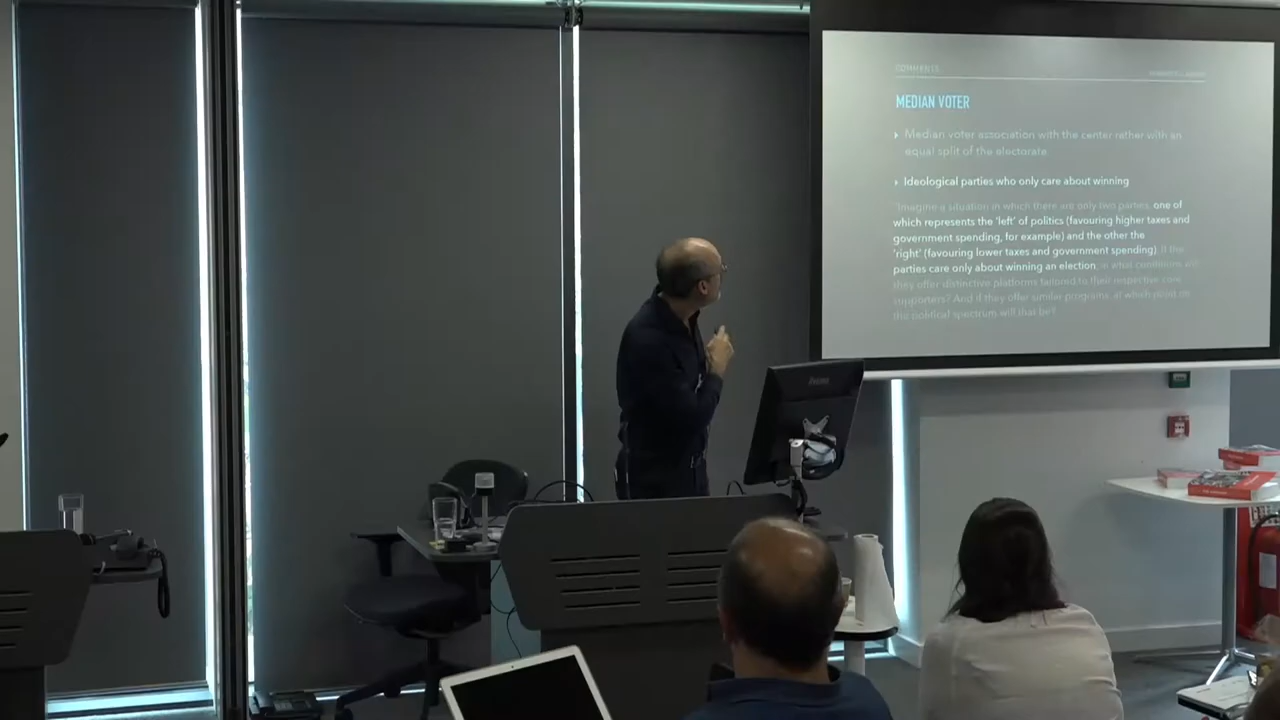 COMMENTS
MEDIAN VOTER
Median voter association with the center rather with an
equal split of the electorate.
Ideological parties who only care about winning
"Imagine a situation in which there are only two parties, one of
which represents the 'left' of politics (favouring higher taxes and
government spending, for example) and the other the
'right' (favouring lower taxes and government spending). If the
parties care only about winning an election, in what conditions will
they offer distinctive platforms tailored to their respective core
supporters? And if they offer similar programs, at which point on
the political spectrum will that be?